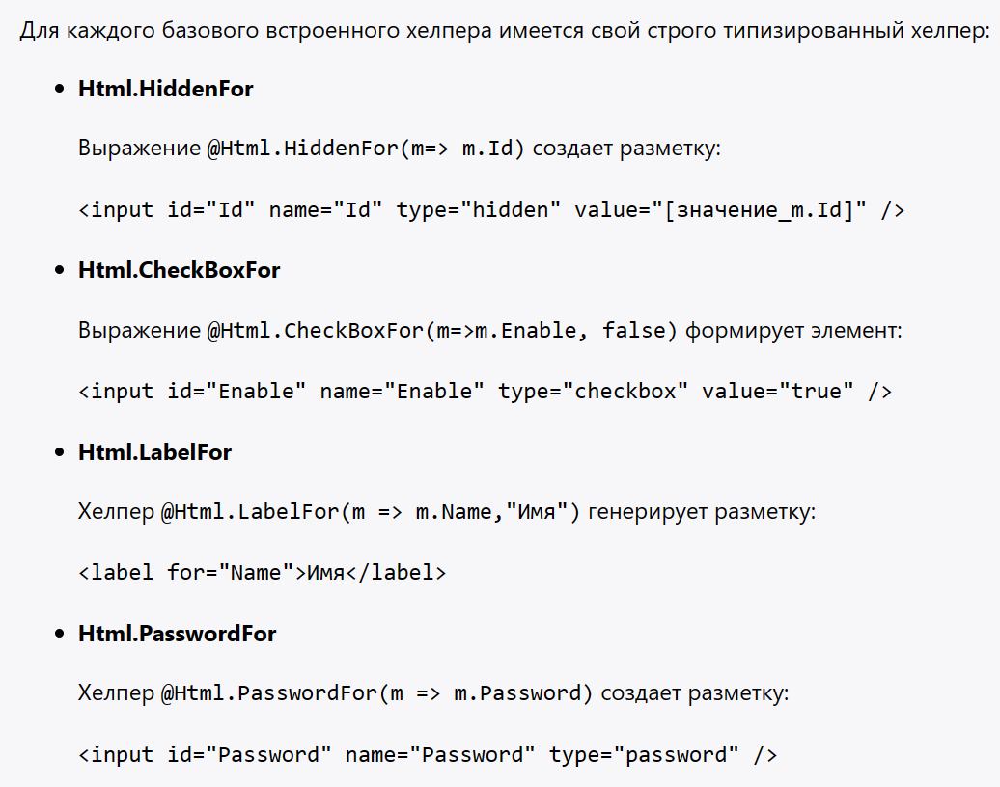 Для каждого базового встроенного хелпера имеется свой строго типизированный хелпер:
• Html.HiddenFor
Выражение @Html.HiddenFor(m=> m.Id) создает разметку:
<input id="Id" name="Id" type="hidden" value="[значение_m.Id]" />
• Html.CheckBoxFor
Выражение @Html.CheckBoxFor(m=>m.Enable, false) формирует элемент:
<input id="Enable" name="Enable" type="checkbox" value="true" />
• Html.LabelFor
Хелпер @Html.LabelFor(m => m.Name,"Имя") генерирует разметку:
<label for="Name">Имя</label>
• Html.PasswordFor
Хелпер @Html.PasswordFor(m => m.Password) создает разметку:
<input id="Password" name="Password" type="password" />